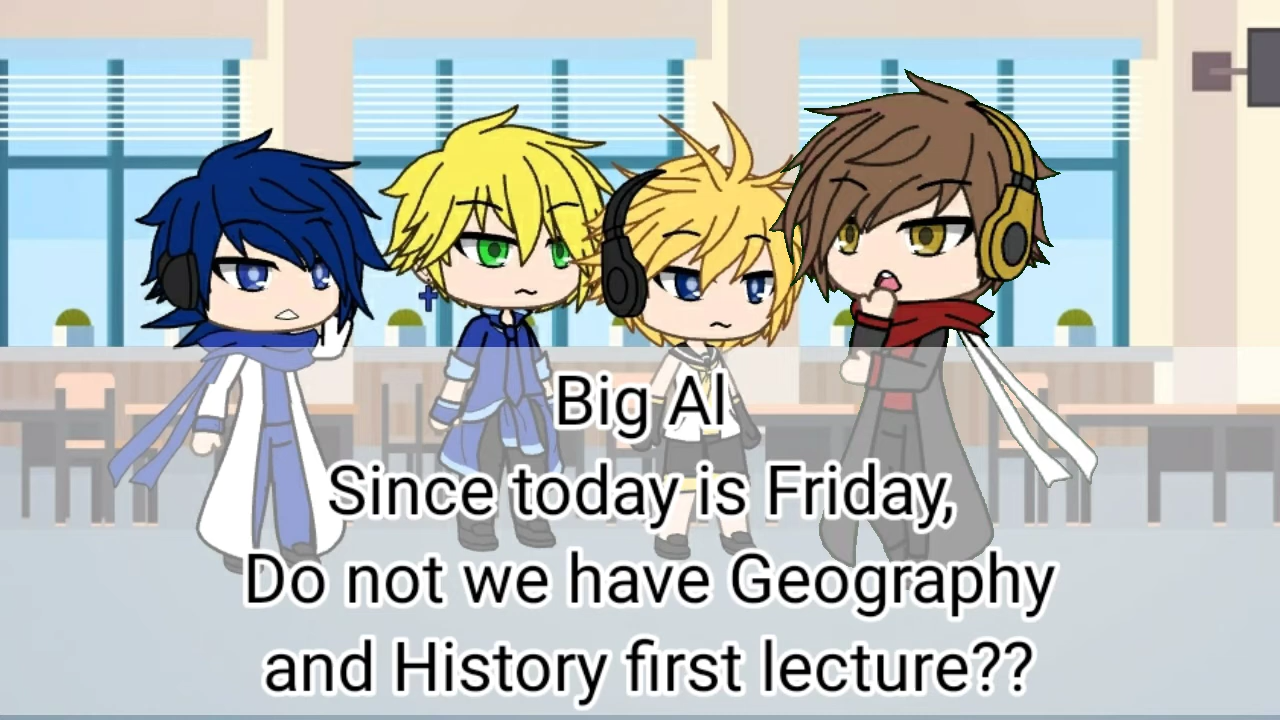 Big Al
Since today is Friday,
Do not we have Geography
and History first lecture??